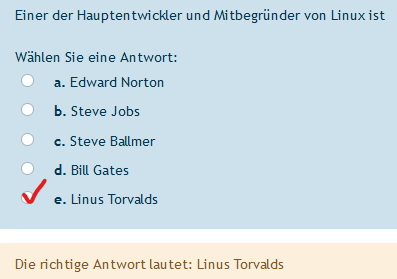 Einer der Hauptentwickler und Mitbegründer von Linux ist
Wählen Sie eine Antwort:
a. Edward Norton
b. Steve Jobs
c. Steve Ballmer
d. Bill Gates
e. Linus Torvalds
Die richtige Antwort lautet: Linus Torvalds